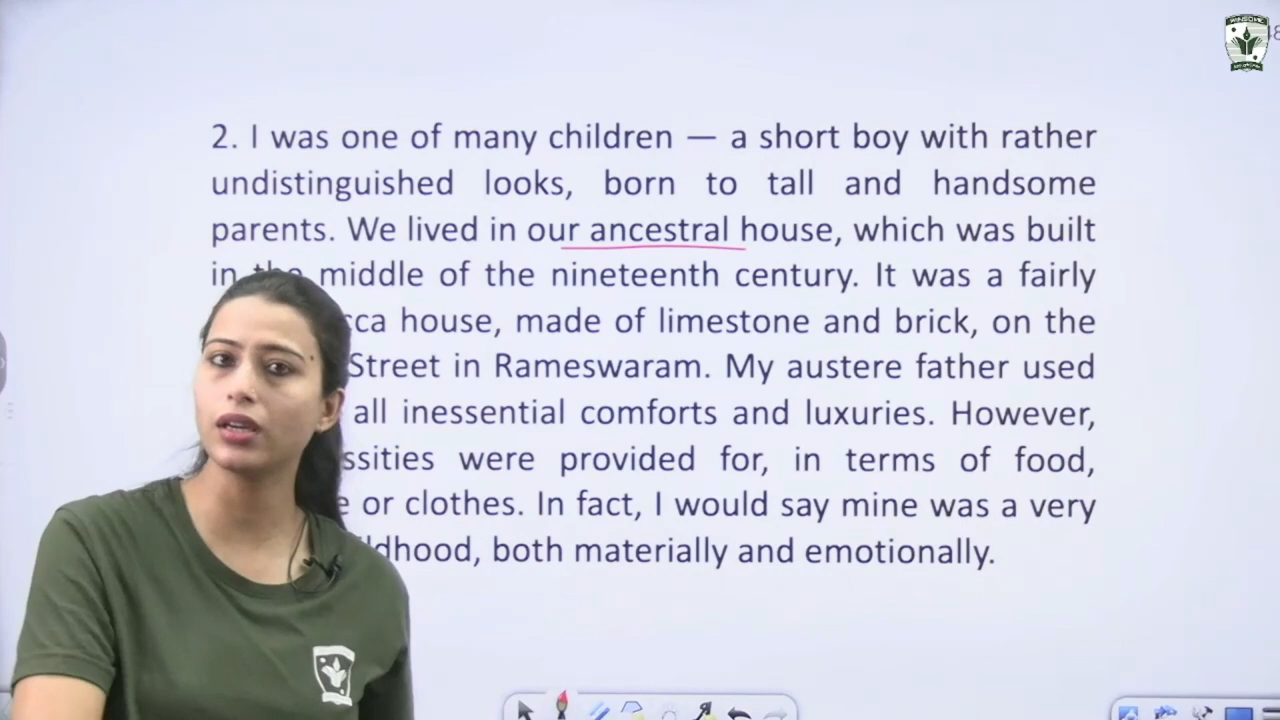 2. I was one of many children — a short boy with rather
undistinguished looks, born to tall and handsome
parents. We lived in our ancestral house, which was built
in the middle of the nineteenth century. It was a fairly
cca house, made of limestone and brick, on the
Street in Rameswaram. My austere father used
all inessential comforts and luxuries. However,
ssities were provided for, in terms of food,
e or clothes. In fact, I would say mine was a very
ldhood, both materially and emotionally.
WINSOME